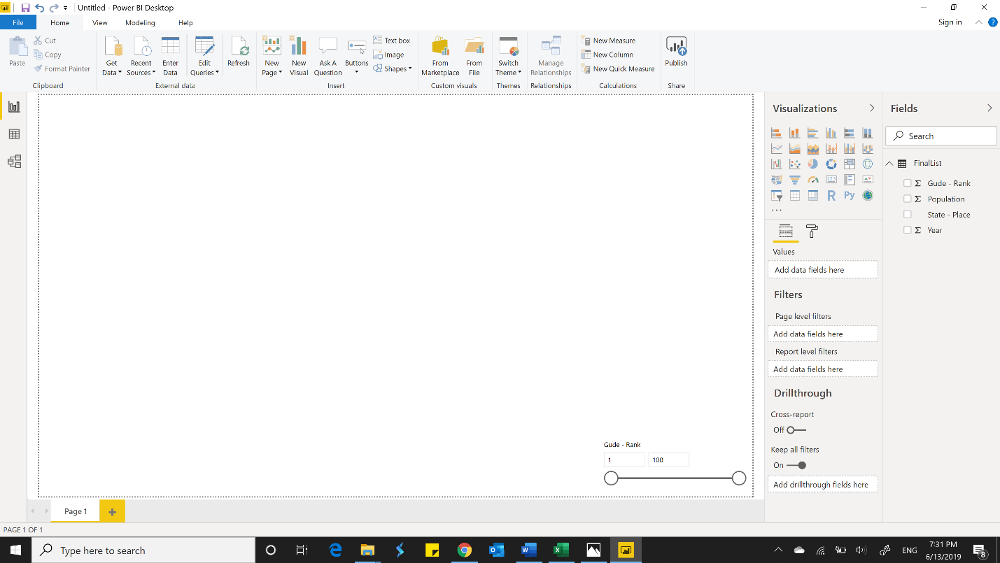 Untitled - Power BI Desktop
File
Home
View
Modeling
Help
Sign in
?
Paste
Cut
Copy
Format Painter
Clipboard
Get Data
Recent Sources
Enter Data
Edit Queries
Refresh
External data
New Page
New Visual
Ask A Question
Buttons
Text box
Image
Shapes
Insert
From Marketplace
From File
Custom visuals
Switch Theme
Themes
Manage Relationships
Relationships
New Measure
New Column
New Quick Measure
Calculations
Publish
Share
Gude - Rank
1
100
Visualizations
123
R
Py
Values
Add data fields here
Filters
Page level filters
Add data fields here
Report level filters
Add data fields here
Drillthrough
Cross-report
Off
Keep all filters
On
Add drillthrough fields here
Fields
Search
FinalList
Σ Gude - Rank
Σ Population
State - Place
Σ Year
Page 1
PAGE 1 OF 1
Type here to search
ENG
7:31 PM
6/13/2019
8